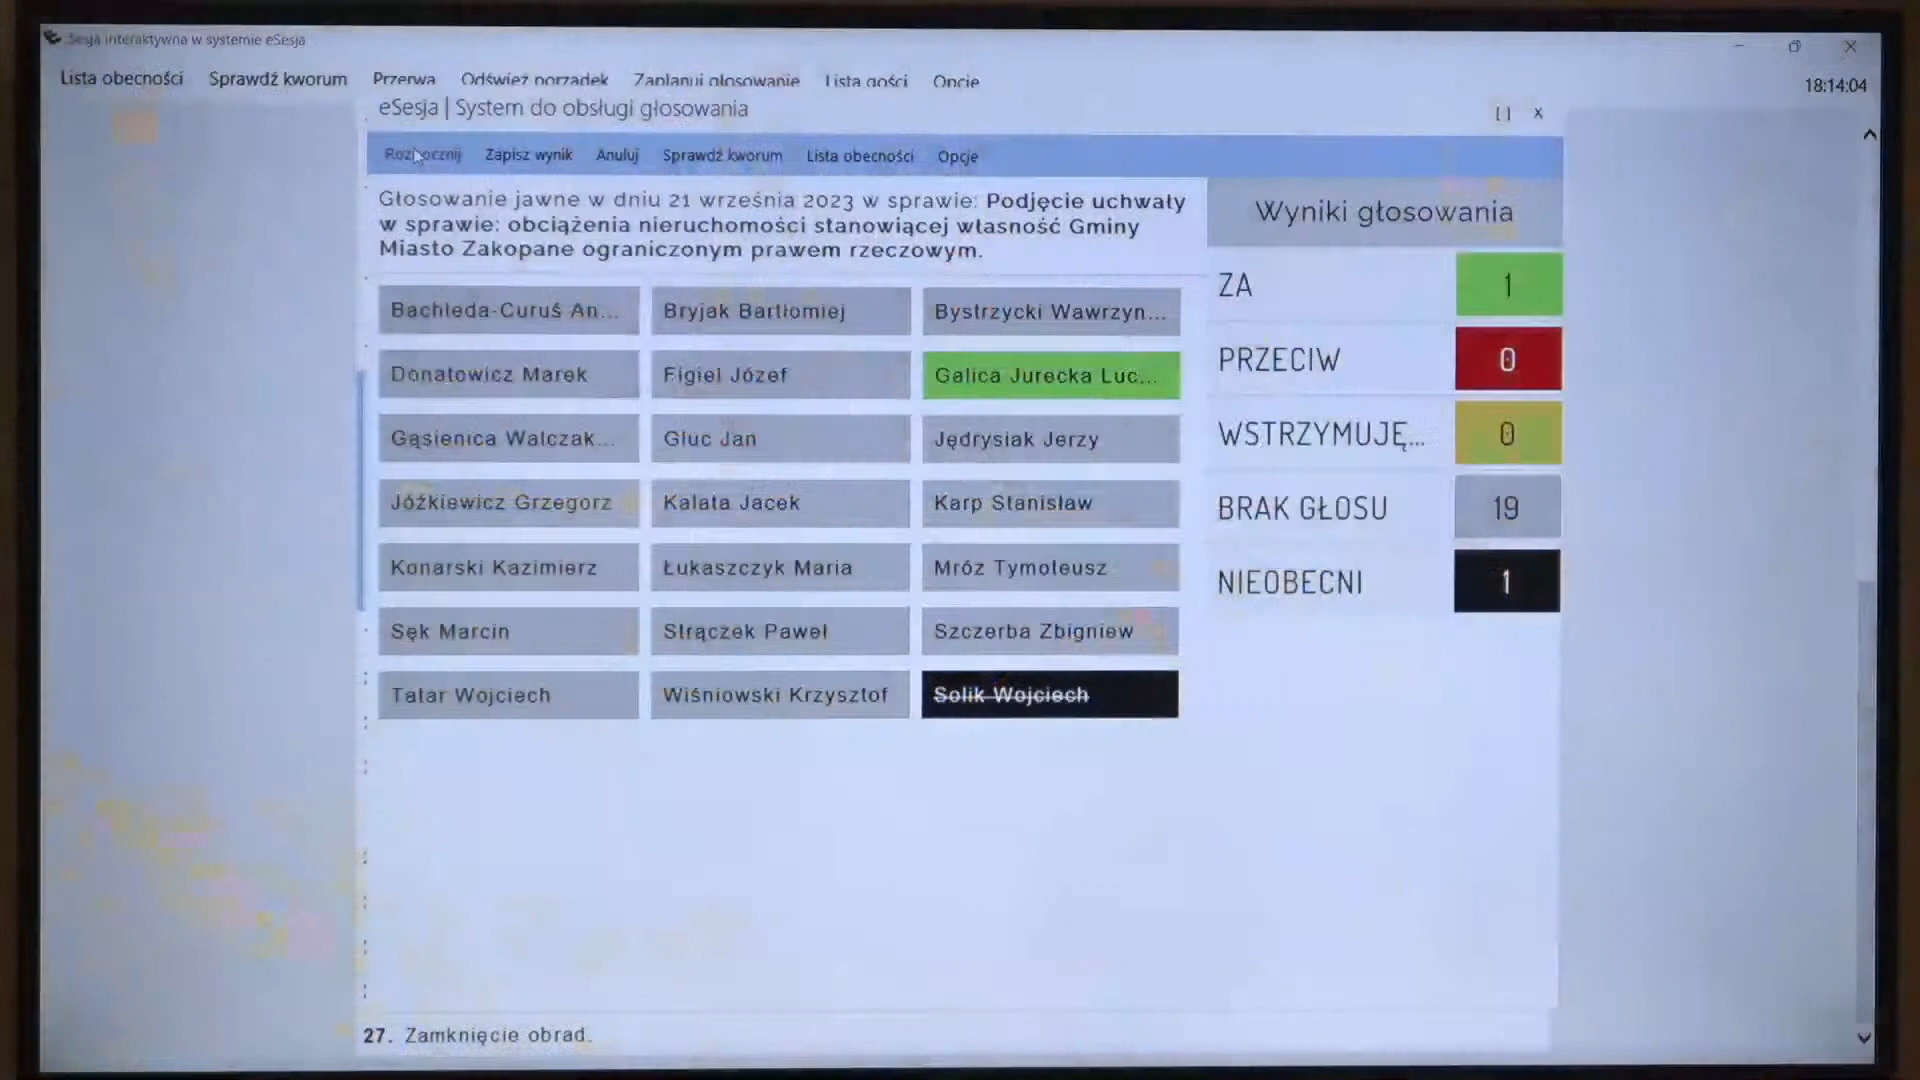 Sesja interaktywna w systemie eSesja
Lista obecności Sprawdź kworum Przerwa Odśwież porządek Zaplanuj głosowanie Lista gości Opcje
18:14:04
eSesja | System do obsługi głosowania
[ ] x
Rozpocznij Zapisz wynik Anuluj Sprawdź kworum Lista obecności Opcje
Głosowanie jawne w dniu 21 września 2023 w sprawie: Podjęcie uchwały
w sprawie: obciążenia nieruchomości stanowiącej własność Gminy
Miasto Zakopane ograniczonym prawem rzeczowym.
Bachleda-Curuś An... Bryjak Bartłomiej Bystrzycki Wawrzyn...
Donatowicz Marek Figiel Józef Galica Jurecka Luc...
Gąsienica Walczak... Gluc Jan Jędrysiak Jerzy
Jóźkiewicz Grzegorz Kalata Jacek Karp Stanisław
Konarski Kazimierz Łukaszczyk Maria Mróz Tymoteusz
Sęk Marcin Strączek Paweł Szczerba Zbigniew
Tatar Wojciech Wiśniowski Krzysztof Solik Wojciech
Wyniki głosowania
ZA 1
PRZECIW 0
WSTRZYMUJĘ... 0
BRAK GŁOSU 19
NIEOBECNI 1
27. Zamknięcie obrad.